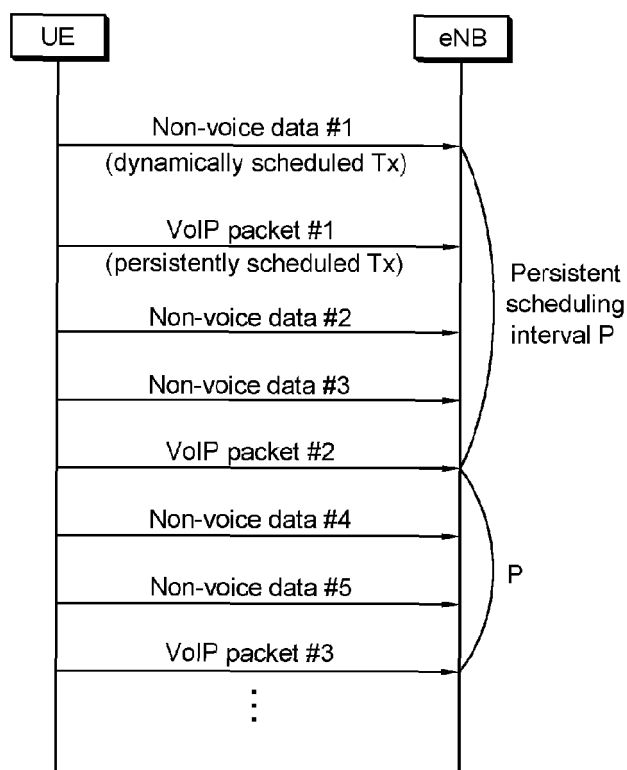 UE
eNB
Non-voice data #1
(dynamically scheduled Tx)
VoIP packet #1
(persistently scheduled Tx)
Persistent
scheduling
interval P
Non-voice data #2
Non-voice data #3
VoIP packet #2
Non-voice data #4
P
Non-voice data #5
VoIP packet #3
⋮